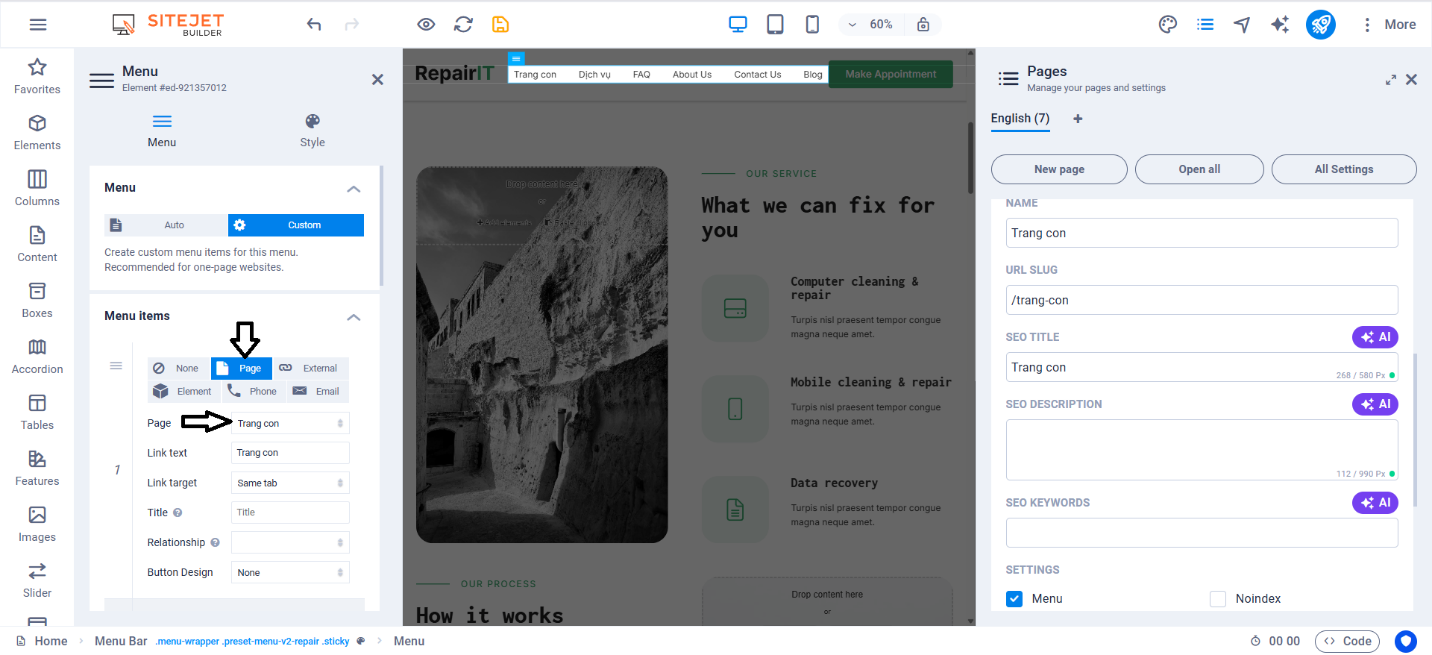 SITEJET
BUILDER
60%
More
Favorites
Elements
Columns
Content
Boxes
Accordion
Tables
Features
Images
Slider
Menu
Element #ed-921357012
Menu
Style
Menu
Auto
Custom
Create custom menu items for this menu.
Recommended for one-page websites.
Menu items
None
Page
External
Element
Phone
Email
1
Page
Trang con
Link text
Trang con
Link target
Same tab
Title
Title
Relationship
Button Design
None
RepairIT
Trang con
Dịch vụ
FAQ
About Us
Contact Us
Blog
Make Appointment
Drop content here
or
OUR SERVICE
What we can fix for
you
Computer cleaning &
repair
Turpis nisl praesent tempor congue
magna neque amet.
Mobile cleaning & repair
Turpis nisl praesent tempor congue
magna neque amet.
Data recovery
Turpis nisl praesent tempor congue
magna neque amet.
OUR PROCESS
How it works
Drop content here
or
Pages
Manage your pages and settings
English (7)
New page
Open all
All Settings
NAME
Trang con
URL SLUG
/trang-con
SEO TITLE
AI
Trang con
268 / 580 Px
SEO DESCRIPTION
AI
112 / 990 Px
SEO KEYWORDS
AI
SETTINGS
Menu
Noindex
Home
Menu Bar
.menu-wrapper .preset-menu-v2-repair .sticky
Menu
00 00
Code